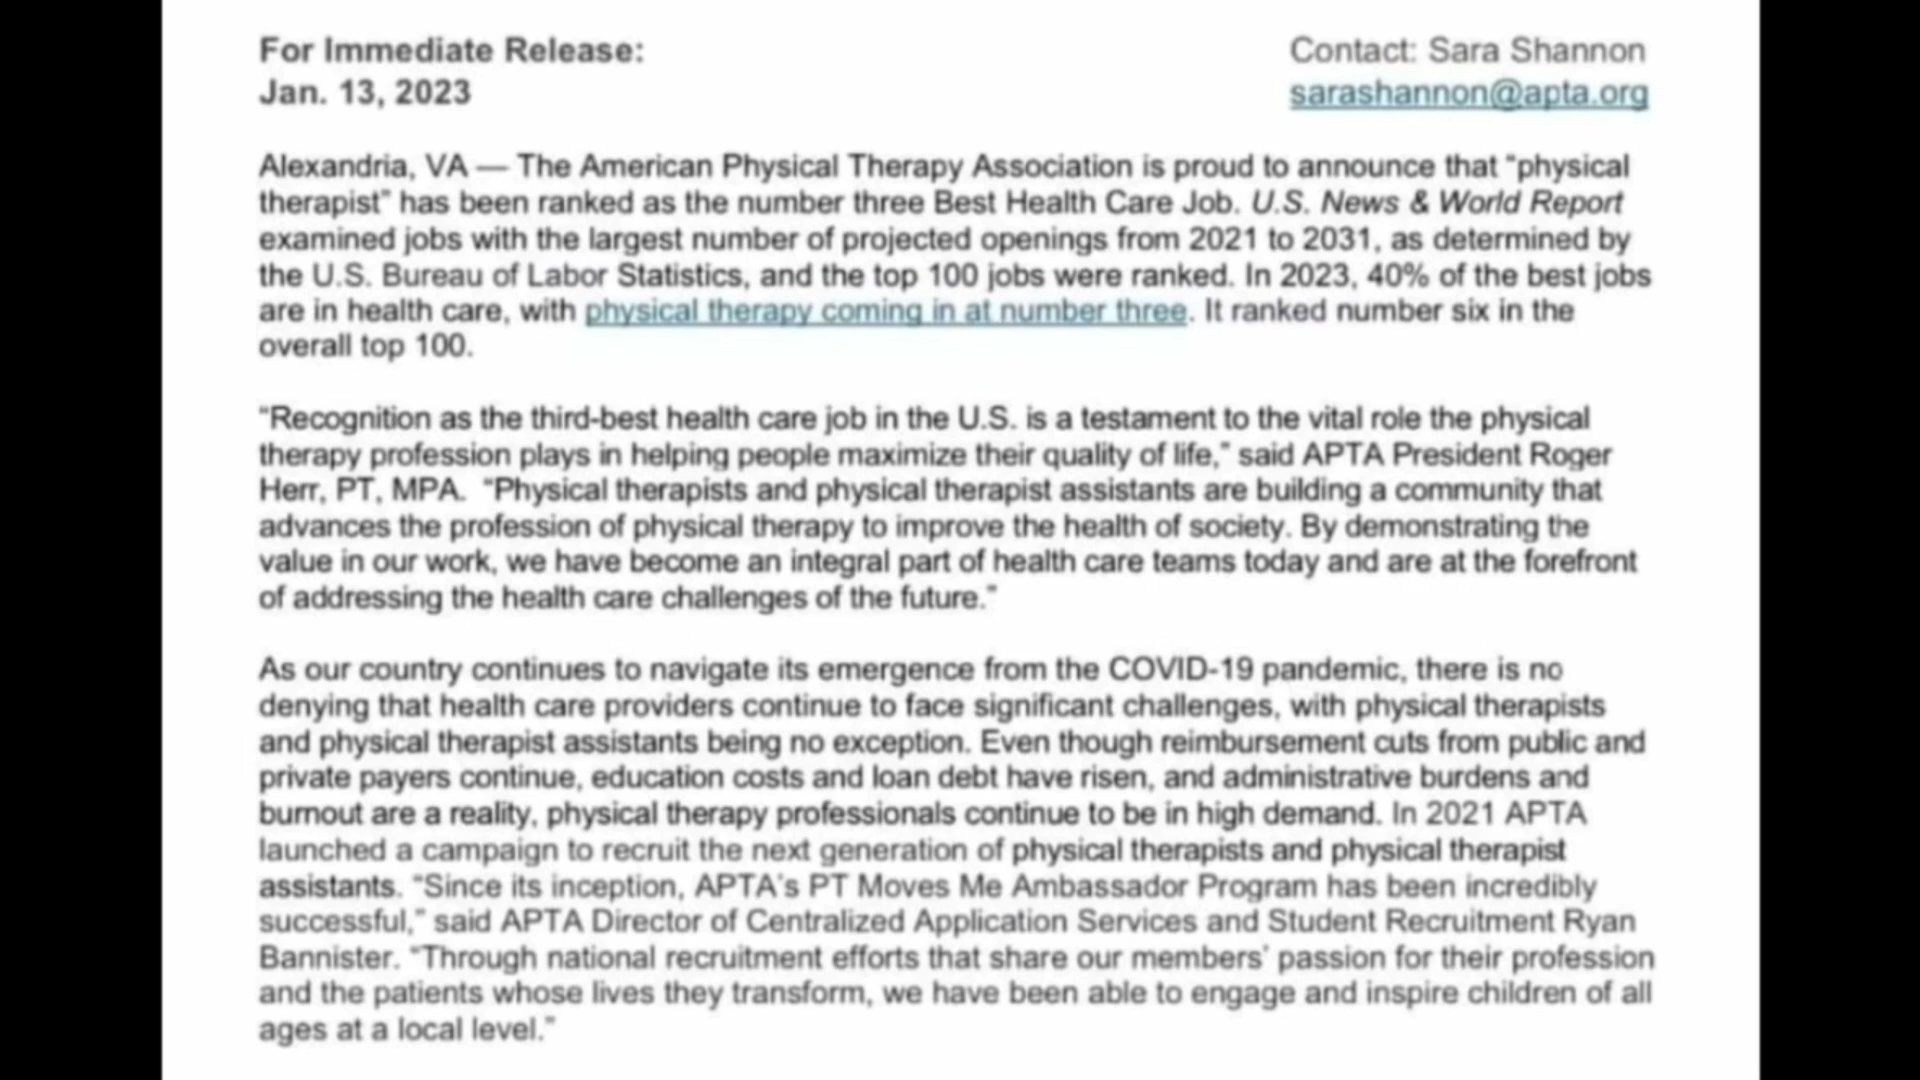 For Immediate Release:
Jan. 13, 2023
Contact: Sara Shannon
sarashannon@apta.org
Alexandria, VA — The American Physical Therapy Association is proud to announce that “physical
therapist” has been ranked as the number three Best Health Care Job. U.S. News & World Report
examined jobs with the largest number of projected openings from 2021 to 2031, as determined by
the U.S. Bureau of Labor Statistics, and the top 100 jobs were ranked. In 2023, 40% of the best jobs
are in health care, with physical therapy coming in at number three. It ranked number six in the
overall top 100.
“Recognition as the third-best health care job in the U.S. is a testament to the vital role the physical
therapy profession plays in helping people maximize their quality of life,” said APTA President Roger
Herr, PT, MPA.  “Physical therapists and physical therapist assistants are building a community that
advances the profession of physical therapy to improve the health of society. By demonstrating the
value in our work, we have become an integral part of health care teams today and are at the forefront
of addressing the health care challenges of the future.”
As our country continues to navigate its emergence from the COVID-19 pandemic, there is no
denying that health care providers continue to face significant challenges, with physical therapists
and physical therapist assistants being no exception. Even though reimbursement cuts from public and
private payers continue, education costs and loan debt have risen, and administrative burdens and
burnout are a reality, physical therapy professionals continue to be in high demand. In 2021 APTA
launched a campaign to recruit the next generation of physical therapists and physical therapist
assistants. “Since its inception, APTA’s PT Moves Me Ambassador Program has been incredibly
successful,” said APTA Director of Centralized Application Services and Student Recruitment Ryan
Bannister. “Through national recruitment efforts that share our members’ passion for their profession
and the patients whose lives they transform, we have been able to engage and inspire children of all
ages at a local level.”